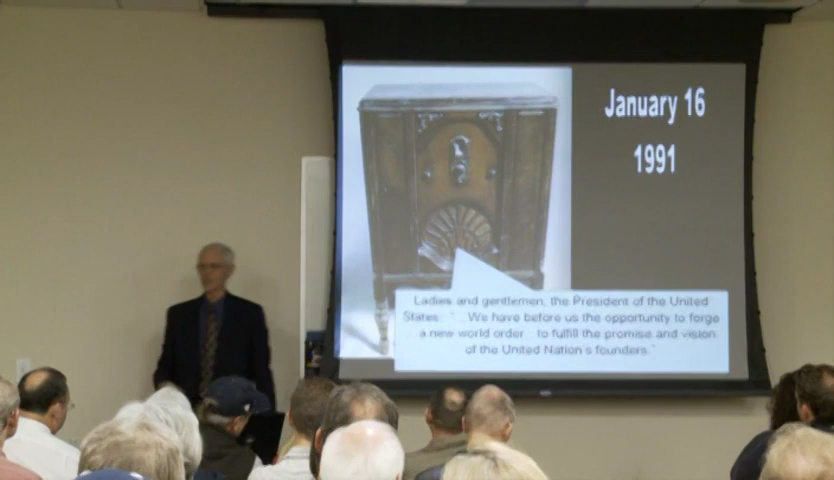 January 16
1991
Ladies and gentlemen, the President of the United
States: "...We have before us the opportunity to forge
a new world order...to fulfill the promise and vision
of the United Nation's founders."